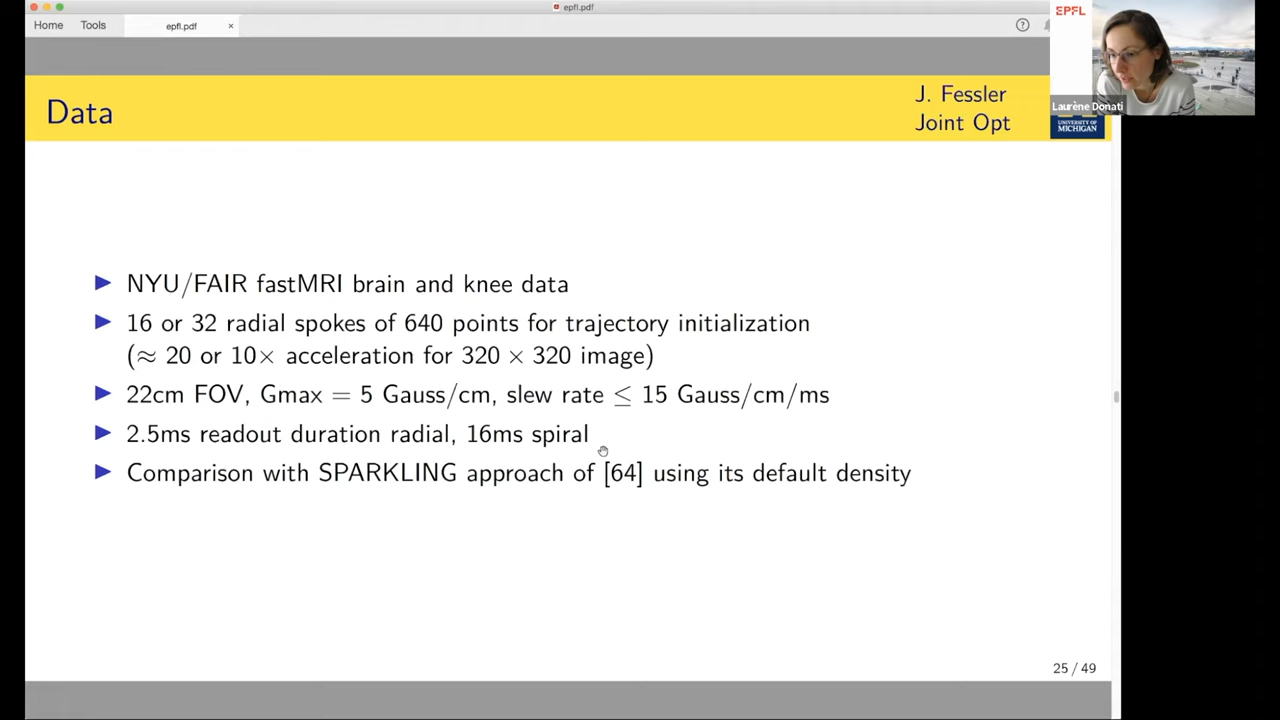 epfl.pdf
Home
Tools
epfl.pdf
×
?
EPFL
Laurène Donati
Data
J. Fessler
Joint Opt
UNIVERSITY OF
MICHIGAN
▶ NYU/FAIR fastMRI brain and knee data
▶ 16 or 32 radial spokes of 640 points for trajectory initialization
(≈ 20 or 10× acceleration for 320 × 320 image)
▶ 22cm FOV, Gmax = 5 Gauss/cm, slew rate ≤ 15 Gauss/cm/ms
▶ 2.5ms readout duration radial, 16ms spiral
▶ Comparison with SPARKLING approach of [64] using its default density
25 / 49